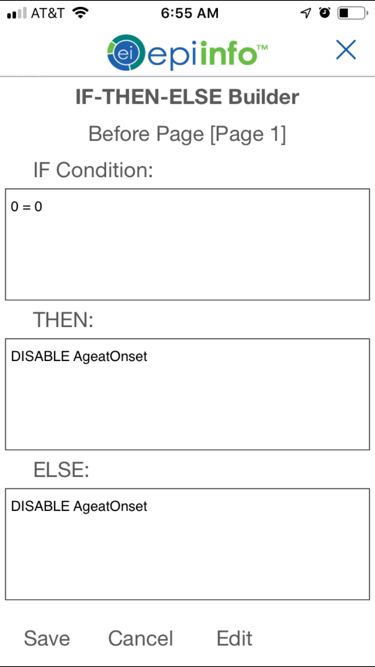 AT&T 6:55 AM
ei epiinfo™
IF-THEN-ELSE Builder
Before Page [Page 1]
IF Condition:
0 = 0
THEN:
DISABLE AgeatOnset
ELSE:
DISABLE AgeatOnset
Save Cancel Edit